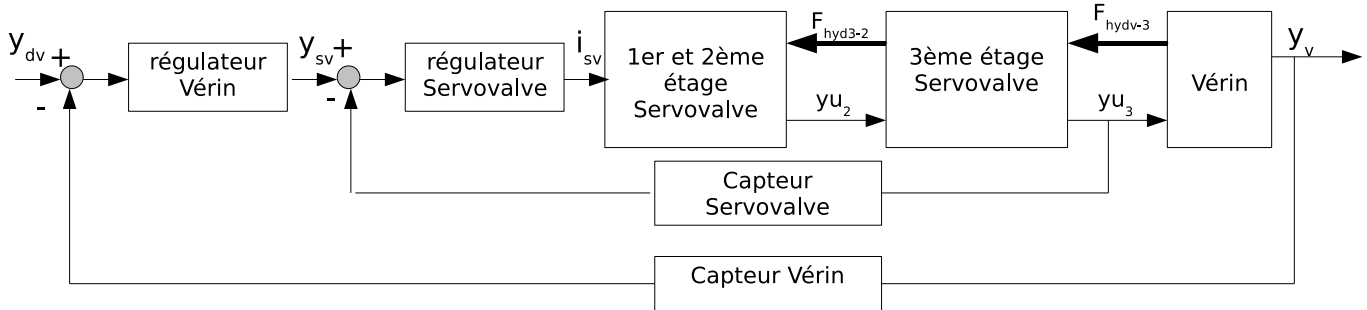 y_dv
+
-
régulateur
Vérin
y_sv
+
-
régulateur
Servovalve
i_sv
1er et 2ème
étage
Servovalve
F_hyd3-2
yu_2
3ème étage
Servovalve
F_hydv-3
yu_3
Vérin
y_v
Capteur
Servovalve
Capteur Vérin